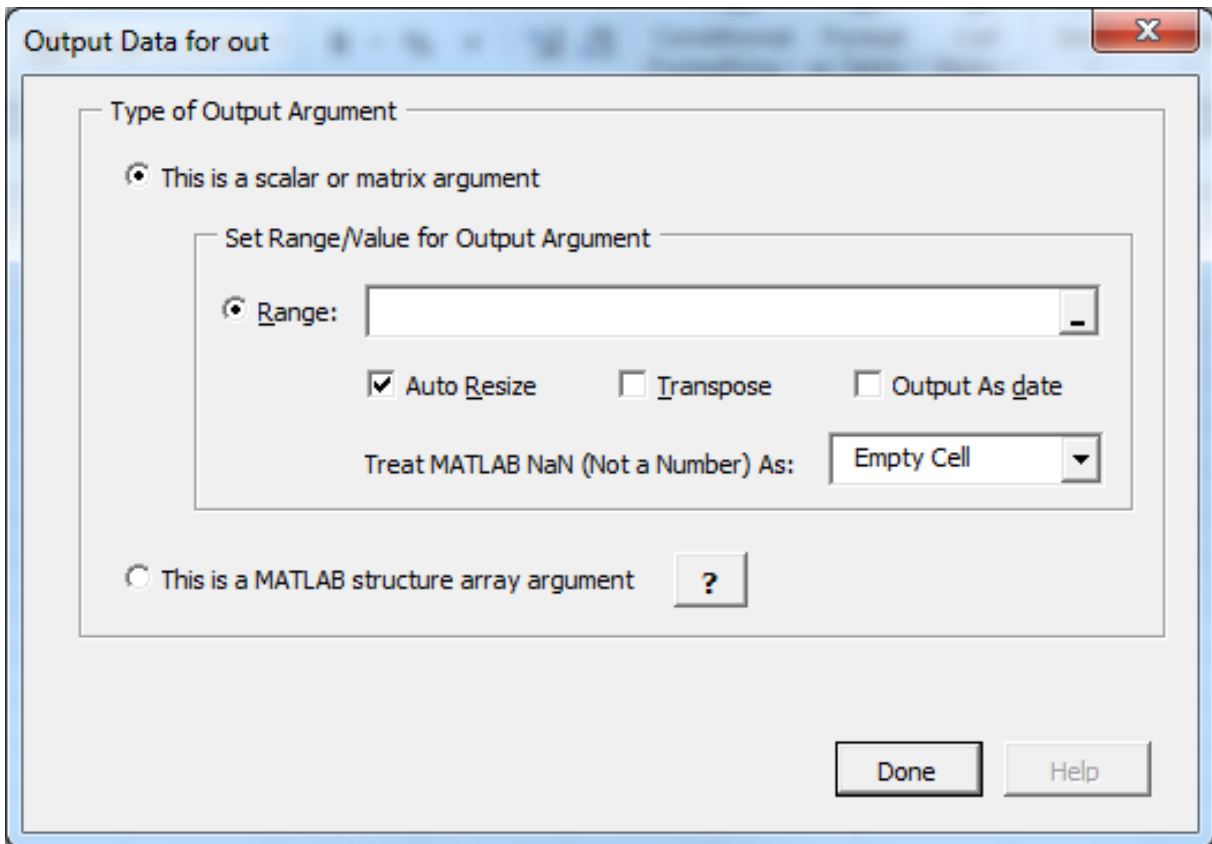 Output Data for out
Type of Output Argument
This is a scalar or matrix argument
Set Range/Value for Output Argument
Range:
Auto Resize Transpose Output As date
Treat MATLAB NaN (Not a Number) As: Empty Cell
This is a MATLAB structure array argument ?
Done Help